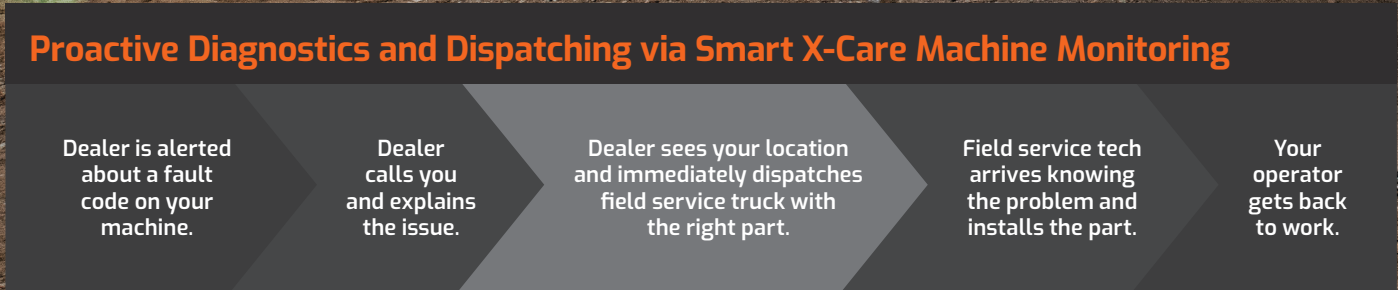 Proactive Diagnostics and Dispatching via Smart X-Care Machine Monitoring
Dealer is alerted
about a fault
code on your
machine.
Dealer
calls you
and explains
the issue.
Dealer sees your location
and immediately dispatches
field service truck with
the right part.
Field service tech
arrives knowing
the problem and
installs the part.
Your
operator
gets back
to work.